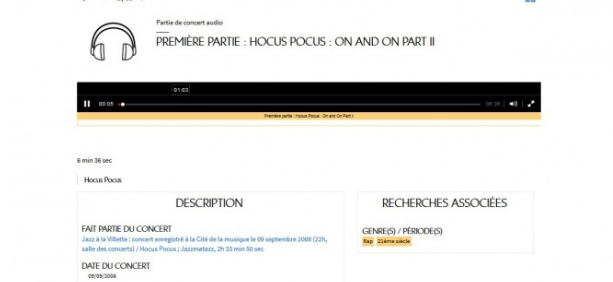 Partie de concert audio
PREMIÈRE PARTIE : HOCUS POCUS : ON AND ON PART II
01:03
00:05
06:36
Première partie : Hocus Pocus : On and On Part II
6 min 36 sec
Hocus Pocus
DESCRIPTION
FAIT PARTIE DU CONCERT
Jazz à la Villette : concert enregistré à la Cité de la musique le 09 septembre 2006 (22h,
salle des concerts) / Hocus Pocus ; Jazzmatazz, 2h 33 min 50 sec
DATE DU CONCERT
09/09/2006
RECHERCHES ASSOCIÉES
GENRE(S) / PÉRIODE(S)
Rap 21ème siècle